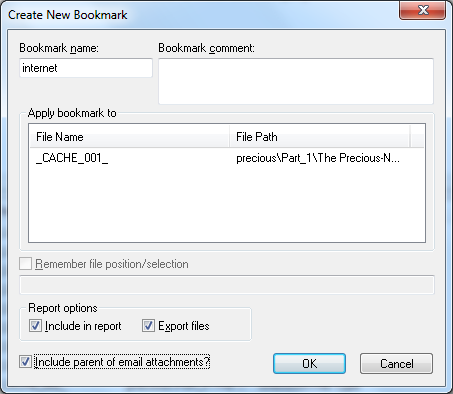 Create New Bookmark
Bookmark name: Bookmark comment:
internet
Apply bookmark to
File Name File Path
_CACHE_001_ precious\Part_1\The Precious-N...
Remember file position/selection
Report options
Include in report Export files
Include parent of email attachments?
OK Cancel